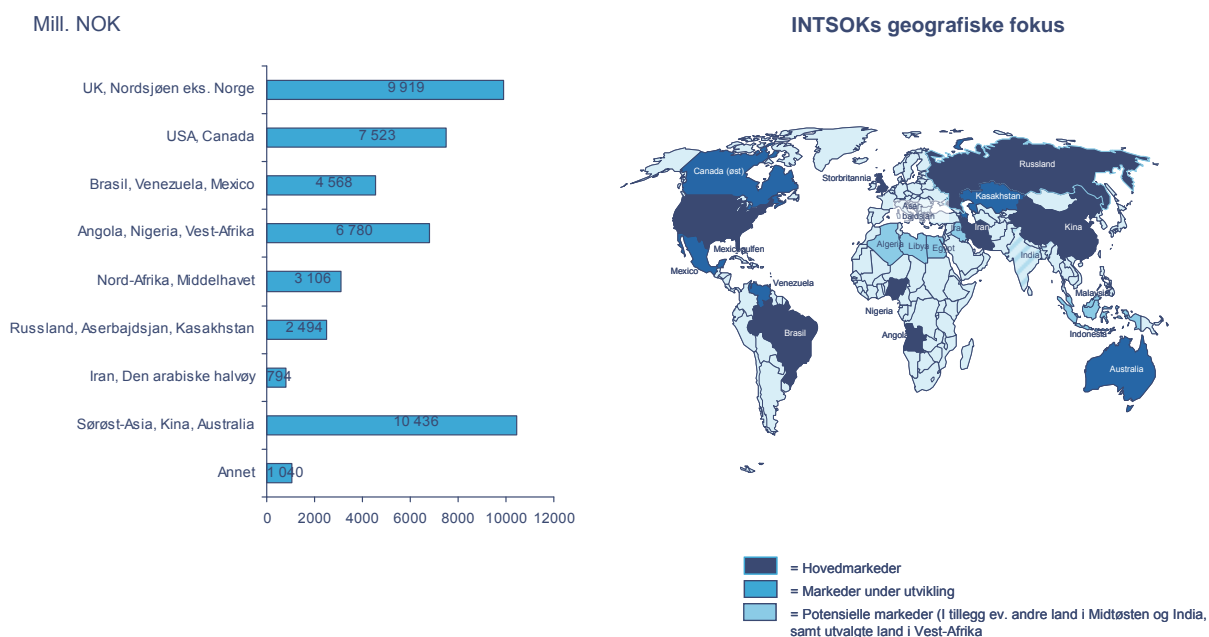 Mill. NOK
UK, Nordsjøen eks. Norge
9 919
USA, Canada
7 523
Brasil, Venezuela, Mexico
4 568
Angola, Nigeria, Vest-Afrika
6 780
Nord-Afrika, Middelhavet
3 106
Russland, Aserbajdsjan, Kasakhstan
2 494
Iran, Den arabiske halvøy
794
Sørøst-Asia, Kina, Australia
10 436
Annet
1 040
0 2000 4000 6000 8000 10000 12000
INTSOKs geografiske fokus
Russland
Canada (øst)
Storbritannia
Kasakhstan
Aser-
bajdsjan
Iran
Kina
Algeria
Libya
Egypt
India
Mexicogulfen
Mexico
Venezuela
Malaysia
Nigeria
Angola
Brasil
Indonesia
Australia
= Hovedmarkeder
= Markeder under utvikling
= Potensielle markeder (I tillegg ev. andre land i Midtøsten og India,
samt utvalgte land i Vest-Afrika